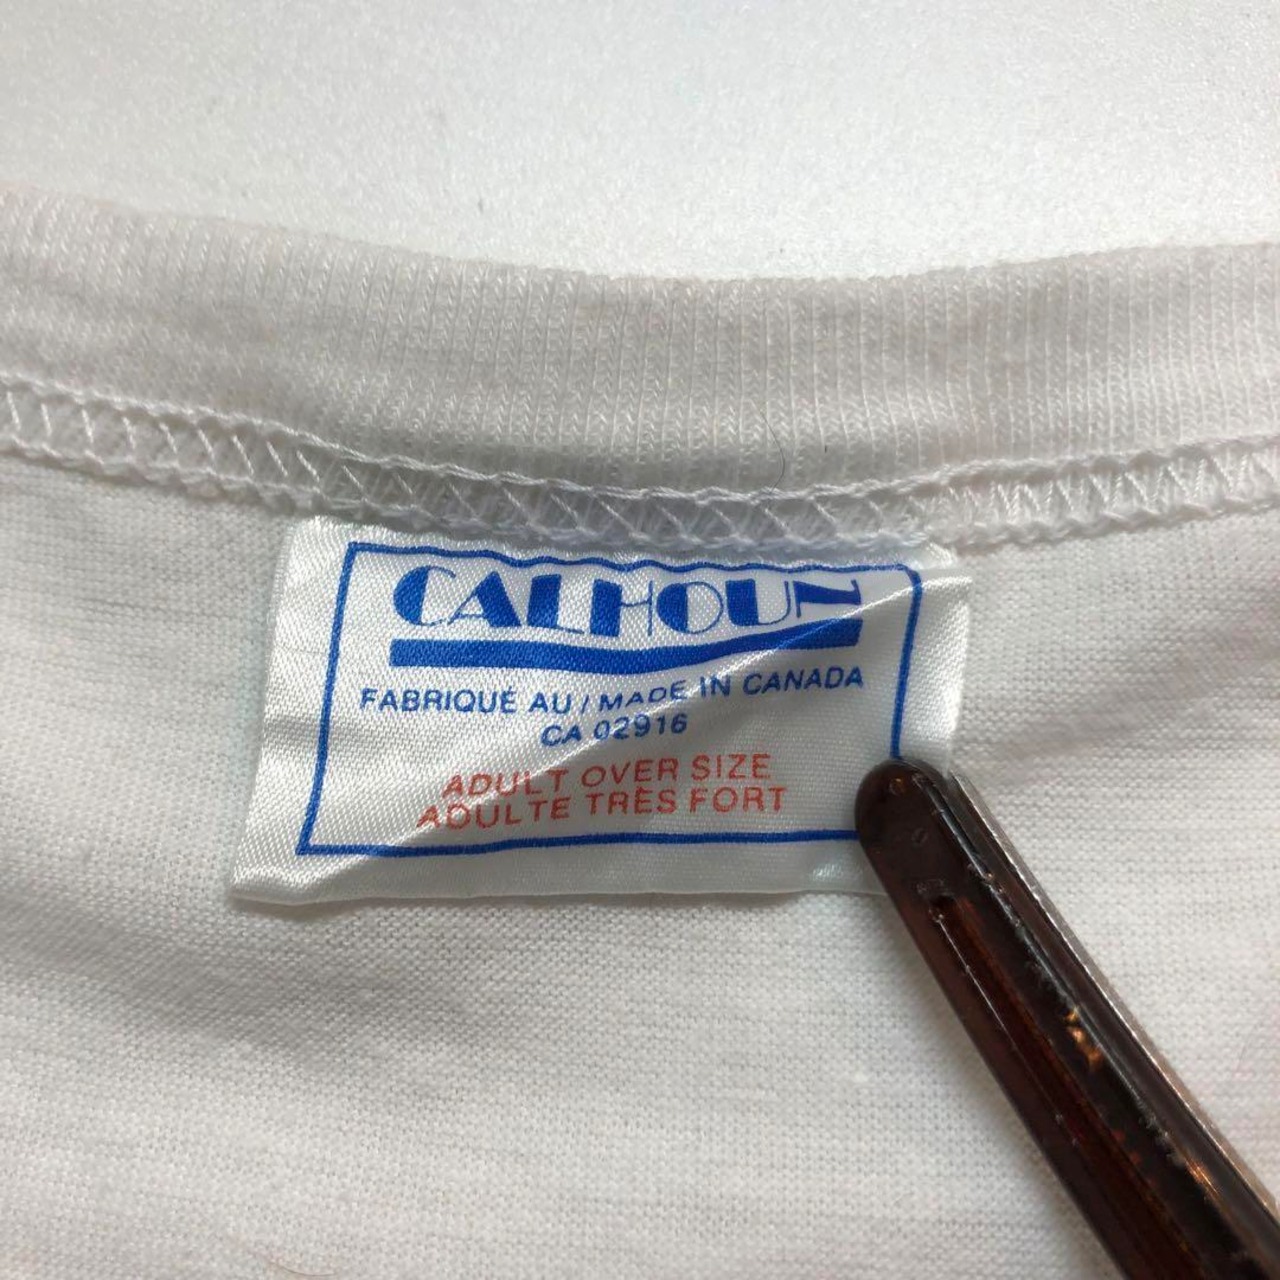 CALHOUN
FABRIQUÉ AU / MADE IN CANADA
CA 02916
ADULT OVER SIZE
ADULTE TRÈS FORT